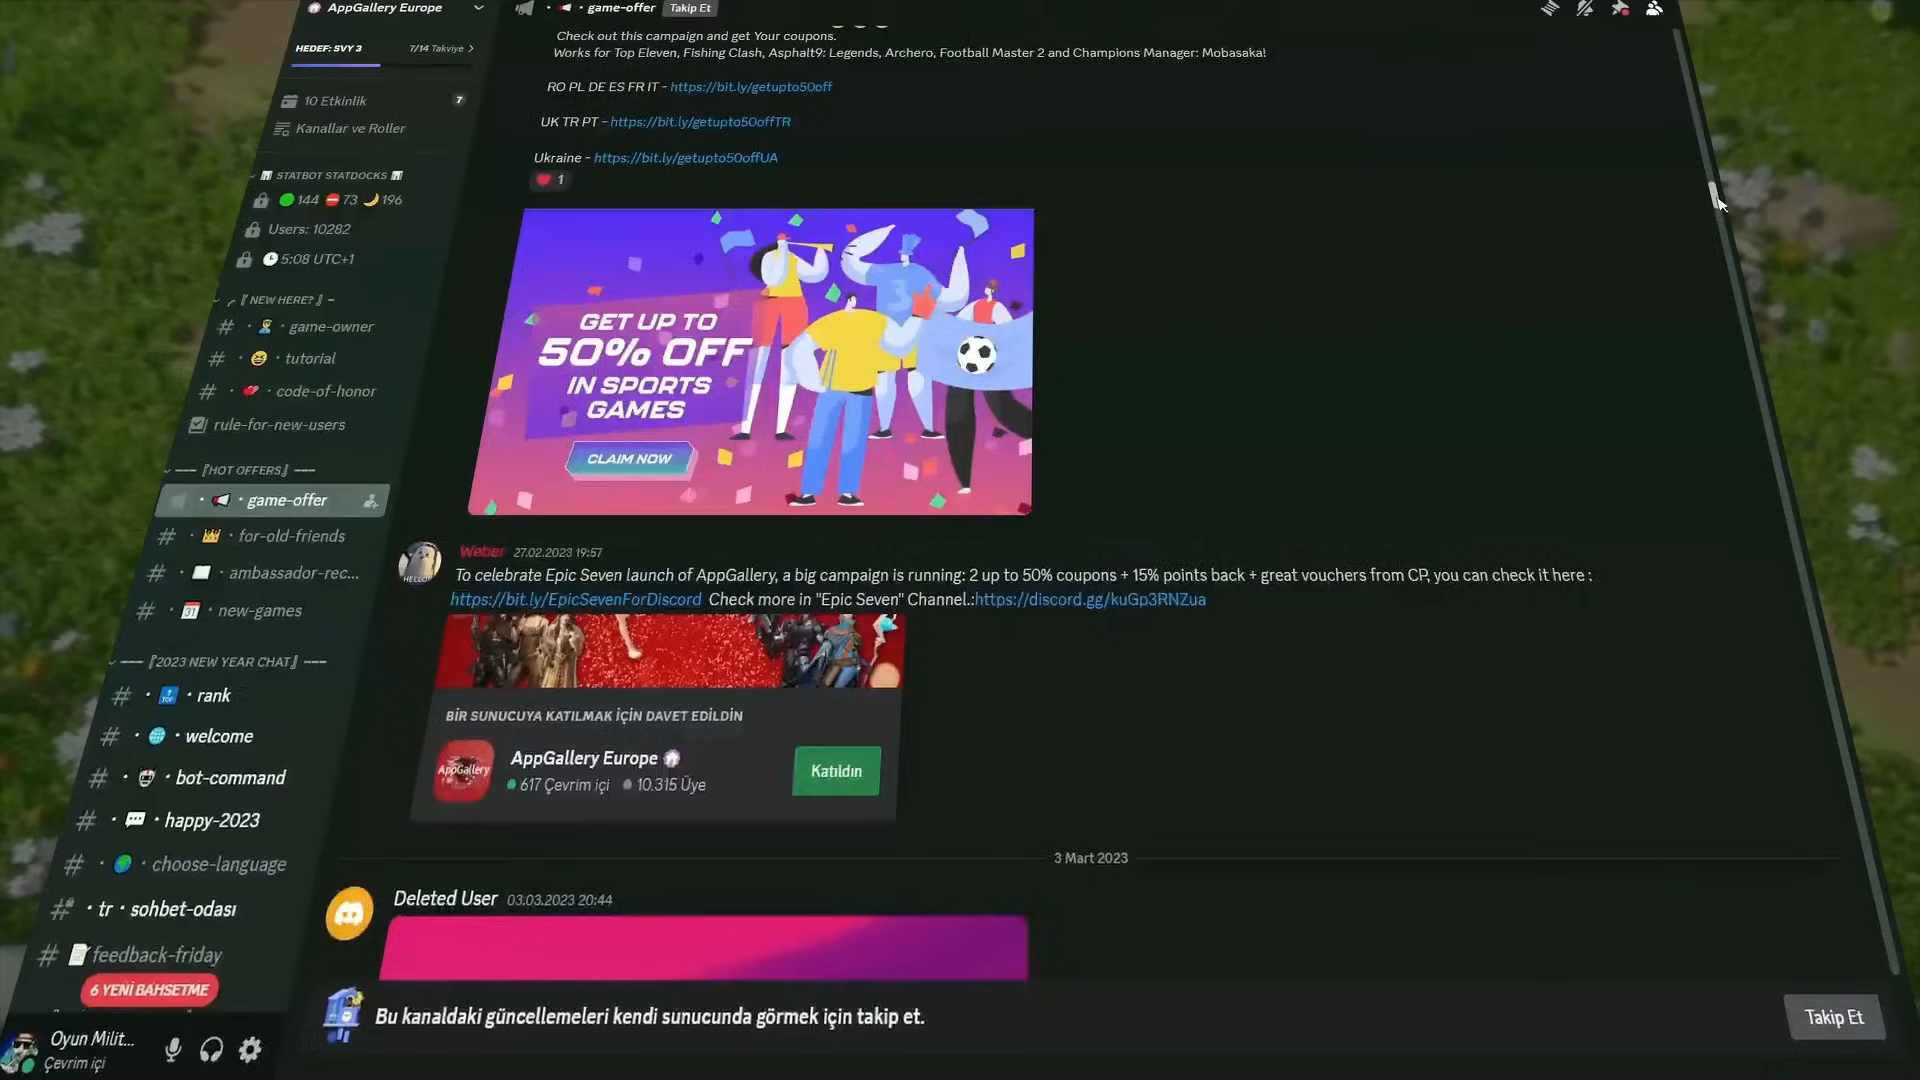 AppGallery Europe
HEDEF: SVY 3
7/14 Takviye
10 Etkinlik
7
Kanallar ve Roller
STATBOT STATDOCKS
144 73 196
Users: 10282
5:08 UTC+1
『NEW HERE?』
game-owner
tutorial
code-of-honor
rule-for-new-users
『HOT OFFERS』
game-offer
for-old-friends
ambassador-rec...
new-games
『2023 NEW YEAR CHAT』
rank
welcome
bot-command
happy-2023
choose-language
tr · sohbet-odası
feedback-friday
6 YENİ BAHSETME
Oyun Milit...
Çevrim içi
game-offer
Takip Et
Check out this campaign and get Your coupons.
Works for Top Eleven, Fishing Clash, Asphalt9: Legends, Archero, Football Master 2 and Champions Manager: Mobasaka!
RO PL DE ES FR IT - https://bit.ly/getupto50off
UK TR PT - https://bit.ly/getupto50offTR
Ukraine - https://bit.ly/getupto50offUA
1
GET UP TO
50% OFF
IN SPORTS
GAMES
CLAIM NOW
3
Weber 27.02.2023 19:57
To celebrate Epic Seven launch of AppGallery, a big campaign is running: 2 up to 50% coupons + 15% points back + great vouchers from CP, you can check it here :
https://bit.ly/EpicSevenForDiscord Check more in "Epic Seven" Channel.:https://discord.gg/kuGp3RNZua
BİR SUNUCUYA KATILMAK İÇİN DAVET EDİLDİN
AppGallery
AppGallery Europe
617 Çevrim içi 10.315 Üye
Katıldın
3 Mart 2023
Deleted User 03.03.2023 20:44
Bu kanaldaki güncellemeleri kendi sunucunda görmek için takip et.
Takip Et